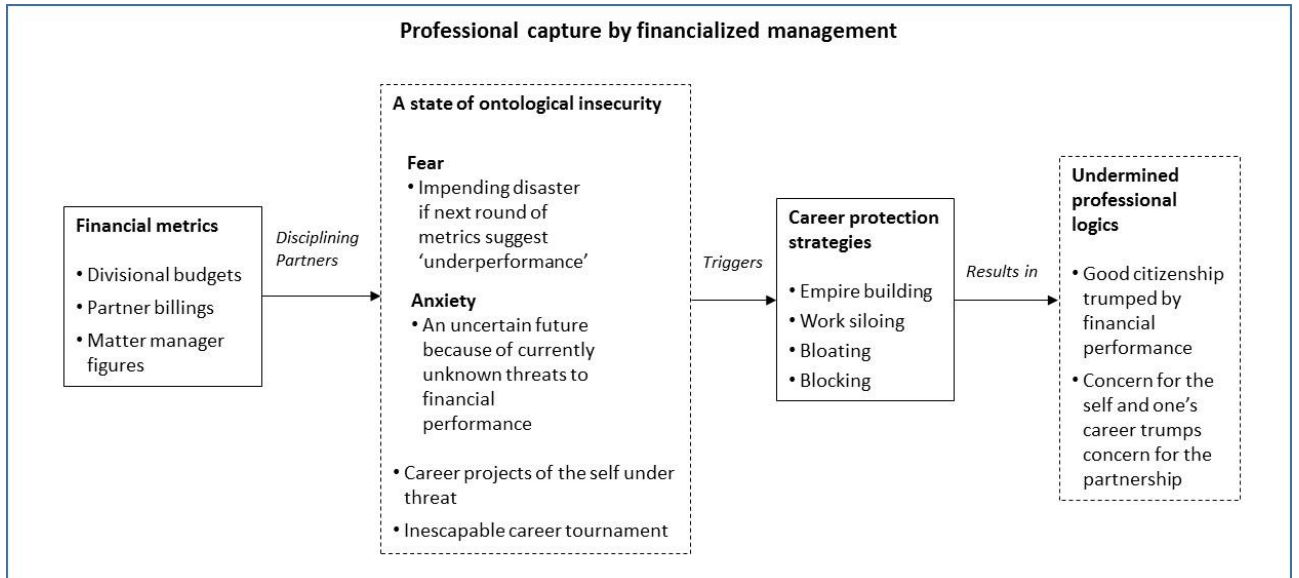 Professional capture by financialized management
Financial metrics
• Divisional budgets
• Partner billings
• Matter manager
figures
Disciplining
Partners
A state of ontological insecurity
Fear
• Impending disaster
if next round of
metrics suggest
‘underperformance’
Anxiety
• An uncertain future
because of currently
unknown threats to
financial
performance
• Career projects of the self under
threat
• Inescapable career tournament
Triggers
Career protection
strategies
• Empire building
• Work siloing
• Bloating
• Blocking
Results in
Undermined
professional
logics
• Good citizenship
trumped by
financial
performance
• Concern for the
self and one’s
career trumps
concern for the
partnership